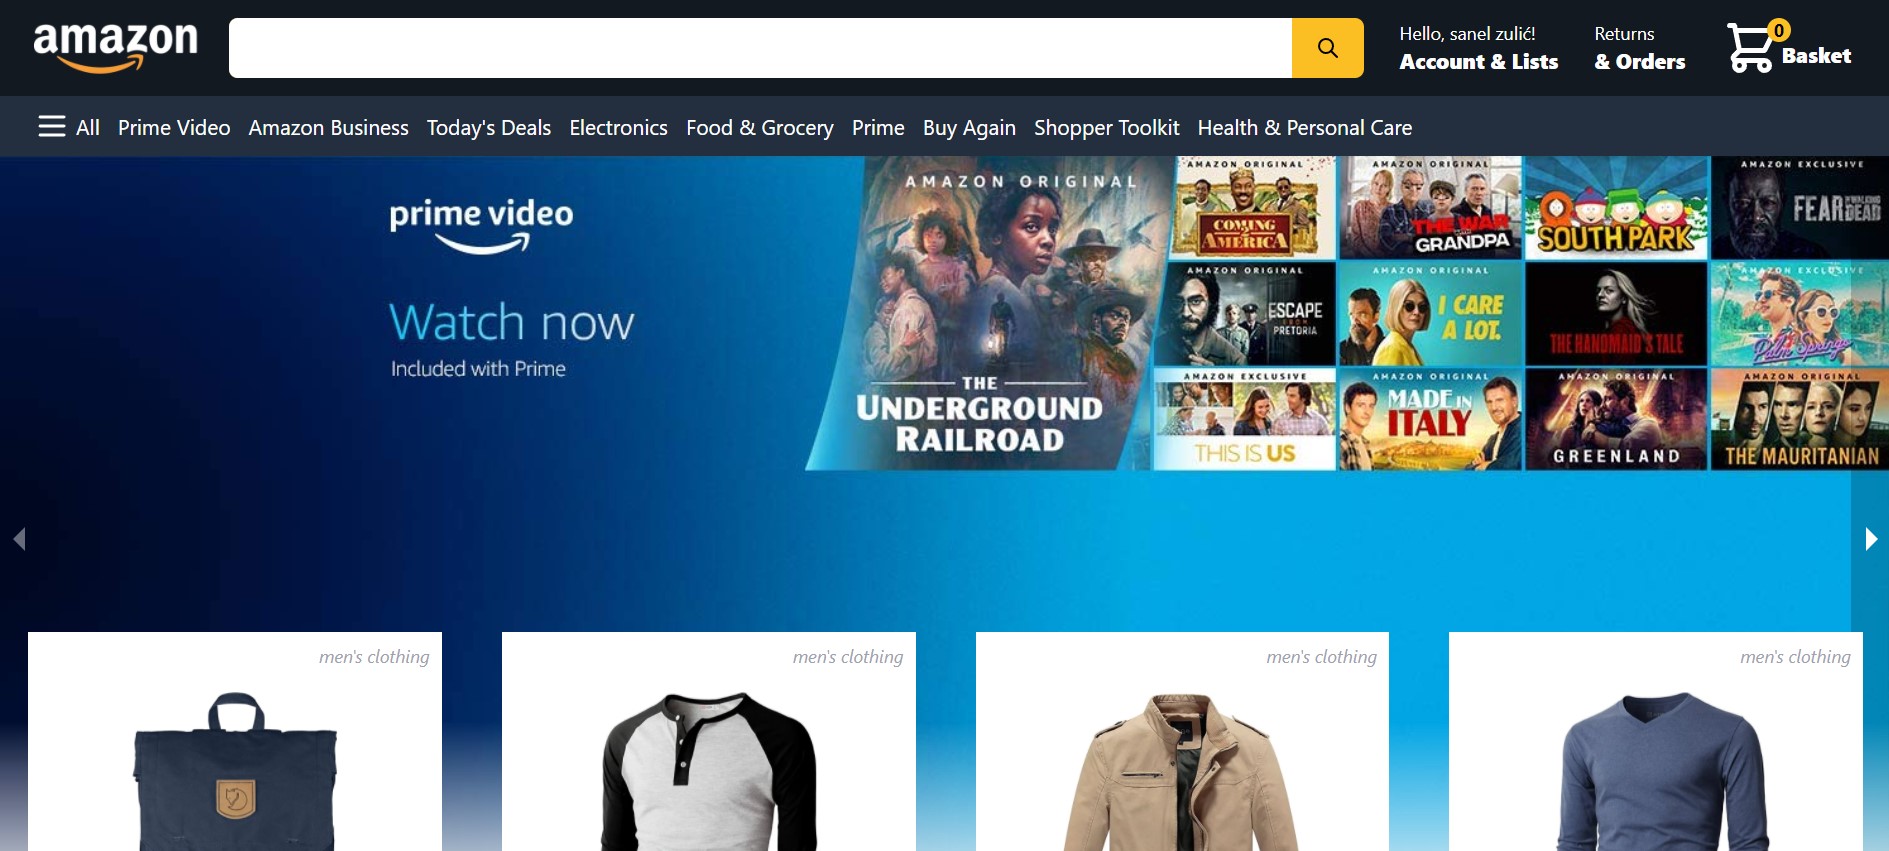 amazon
Hello, sanel zulić!
Account & Lists
Returns
& Orders
0
Basket
All Prime Video Amazon Business Today's Deals Electronics Food & Grocery Prime Buy Again Shopper Toolkit Health & Personal Care
prime video
Watch now
Included with Prime
AMAZON ORIGINAL
THE
UNDERGROUND
RAILROAD
AMAZON ORIGINAL
COMING
2
AMERICA
AMAZON ORIGINAL
THE WAR
WITH
GRANDPA
SOUTH PARK
AMAZON EXCLUSIVE
FEAR THE WALKING DEAD
AMAZON ORIGINAL
ESCAPE
FROM
PRETORIA
AMAZON ORIGINAL
I CARE
A LOT.
THE HANDMAID'S TALE
AMAZON EXCLUSIVE
Palm Springs
AMAZON EXCLUSIVE
THIS IS US
AMAZON ORIGINAL
MADE IN
ITALY
AMAZON ORIGINAL
GREENLAND
AMAZON ORIGINAL
THE MAURITANIAN
men's clothing
men's clothing
men's clothing
men's clothing